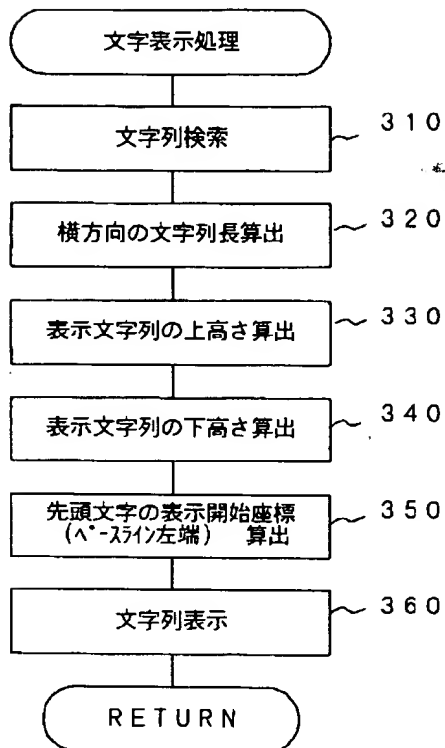 文字表示処理
文字列検索
310
横方向の文字列長算出
320
表示文字列の上高さ算出
330
表示文字列の下高さ算出
340
先頭文字の表示開始座標
(ベースライン左端) 算出
350
文字列表示
360
RETURN